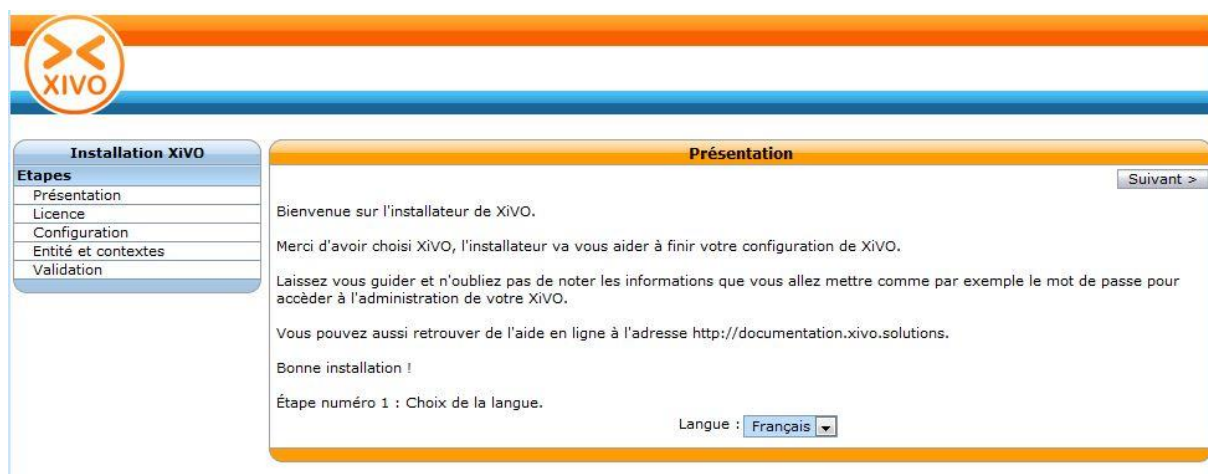 XIVO
Installation XiVO
Etapes
Présentation
Licence
Configuration
Entité et contextes
Validation
Présentation
Suivant >
Bienvenue sur l'installateur de XiVO.
Merci d'avoir choisi XiVO, l'installateur va vous aider à finir votre configuration de XiVO.
Laissez vous guider et n'oubliez pas de noter les informations que vous allez mettre comme par exemple le mot de passe pour
accèder à l'administration de votre XiVO.
Vous pouvez aussi retrouver de l'aide en ligne à l'adresse http://documentation.xivo.solutions.
Bonne installation !
Étape numéro 1 : Choix de la langue.
Langue : Français